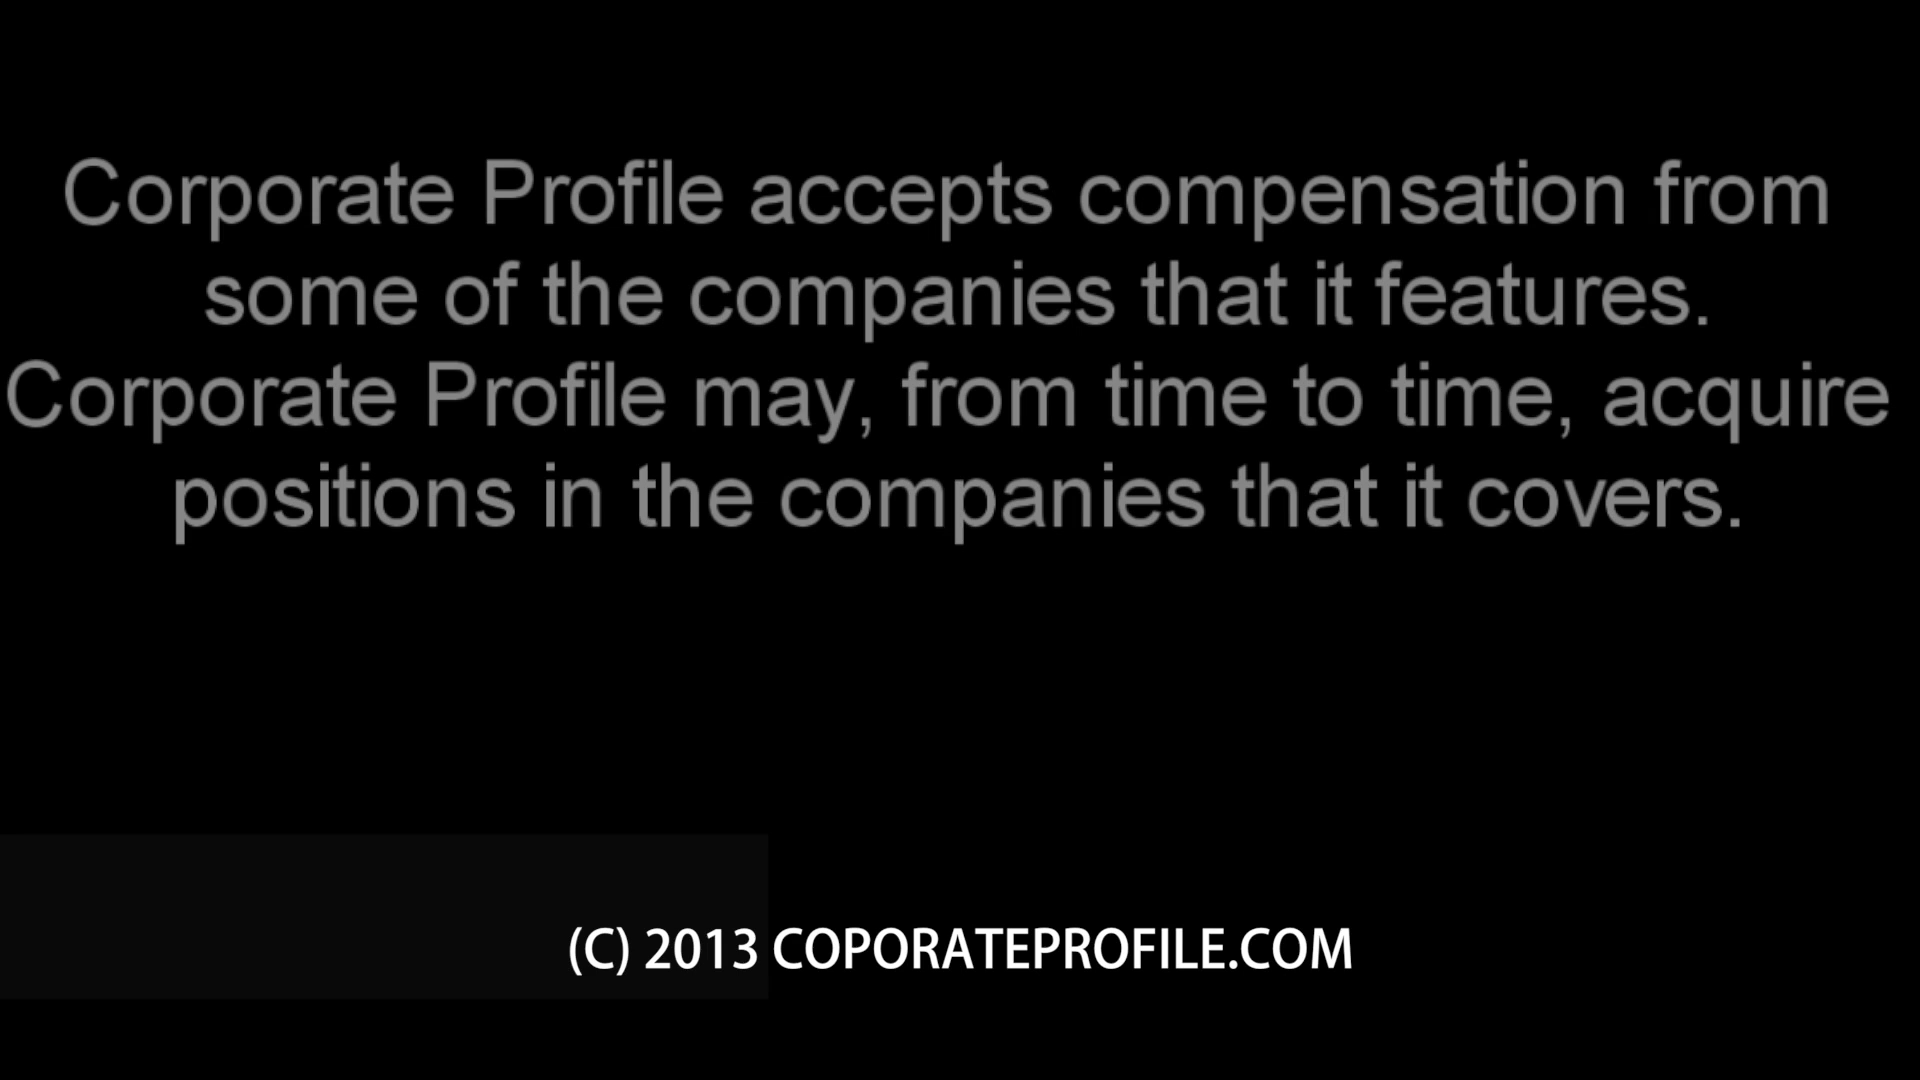 Corporate Profile accepts compensation from
some of the companies that it features.
Corporate Profile may, from time to time, acquire
positions in the companies that it covers.
(C) 2013 COPORATEPROFILE.COM